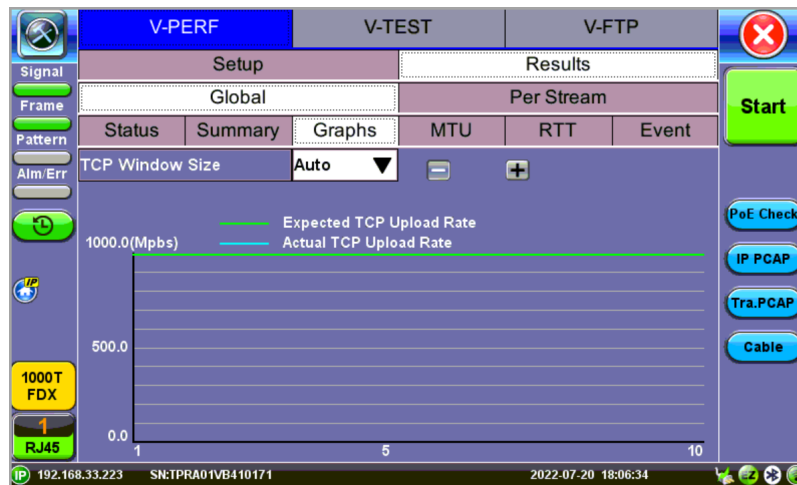 V-PERF V-TEST V-FTP
Signal Setup Results
Frame Global Per Stream Start
Pattern Status Summary Graphs MTU RTT Event
Alm/Err TCP Window Size Auto
PoE Check
Expected TCP Upload Rate
1000.0(Mpbs) Actual TCP Upload Rate
IP PCAP
IP
Tra.PCAP
500.0 Cable
1000T
FDX
1
RJ45
0.0
1 5 10
IP 192.168.33.223 SN:TPRA01VB410171 2022-07-20 18:06:34 EZ